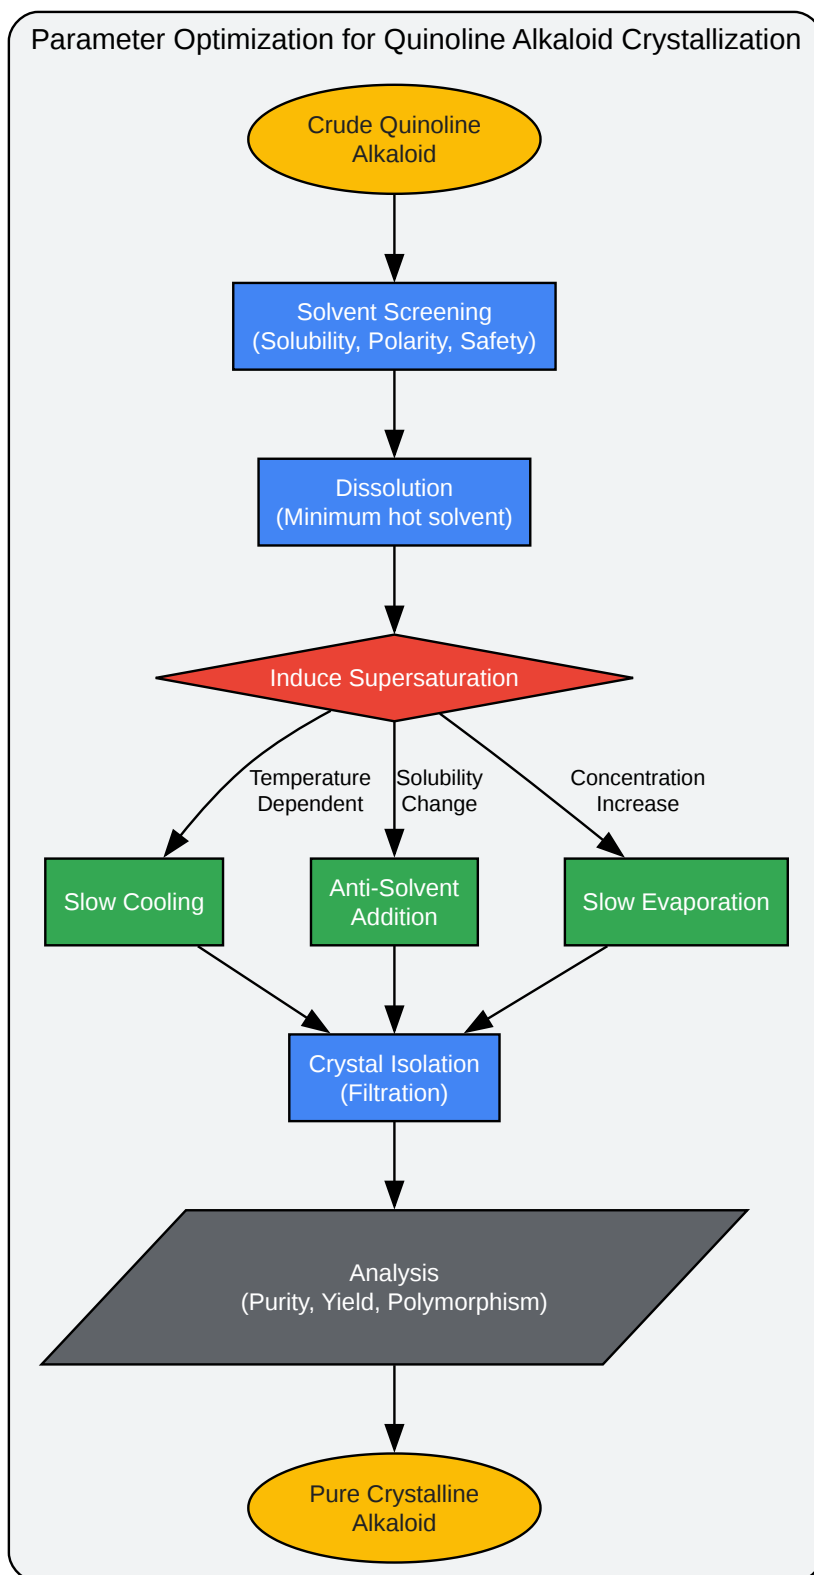 Parameter Optimization for Quinoline Alkaloid Crystallization
Crude Quinoline
Alkaloid
Solvent Screening
(Solubility, Polarity, Safety)
Dissolution
(Minimum hot solvent)
Induce Supersaturation
Temperature
Dependent
Solubility
Change
Concentration
Increase
Slow Cooling
Anti-Solvent
Addition
Slow Evaporation
Crystal Isolation
(Filtration)
Analysis
(Purity, Yield, Polymorphism)
Pure Crystalline
Alkaloid